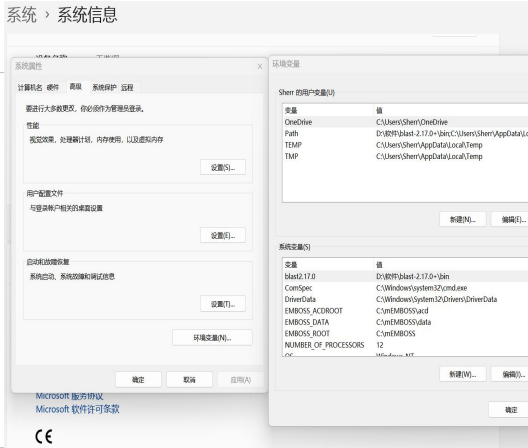 系统 › 系统信息
系统属性
X
计算机名 硬件 高级 系统保护 远程
要进行大多数更改，你必须作为管理员登录。
性能
视觉效果，处理器计划，内存使用，以及虚拟内存
设置(S)...
用户配置文件
与登录帐户相关的桌面设置
设置(E)...
启动和故障恢复
系统启动、系统故障和调试信息
设置(T)...
环境变量(N)...
确定 取消 应用(A)
Microsoft 服务协议
Microsoft 软件许可条款
CE
环境变量
Sherr 的用户变量(U)
变量 值
OneDrive C:\Users\Sherr\OneDrive
Path D:\软件\blast-2.17.0+\bin;C:\Users\Sherr\AppData\Lo
TEMP C:\Users\Sherr\AppData\Local\Temp
TMP C:\Users\Sherr\AppData\Local\Temp
新建(N)... 编辑(E)...
系统变量(S)
变量 值
blast2.17.0 D:\软件\blast-2.17.0+\bin
ComSpec C:\Windows\system32\cmd.exe
DriverData C:\Windows\System32\Drivers\DriverData
EMBOSS_ACDROOT C:\mEMBOSS\acd
EMBOSS_DATA C:\mEMBOSS\data
EMBOSS_ROOT C:\mEMBOSS
NUMBER_OF_PROCESSORS 12
OS Windows_NT
新建(W)... 编辑(I)...
确定